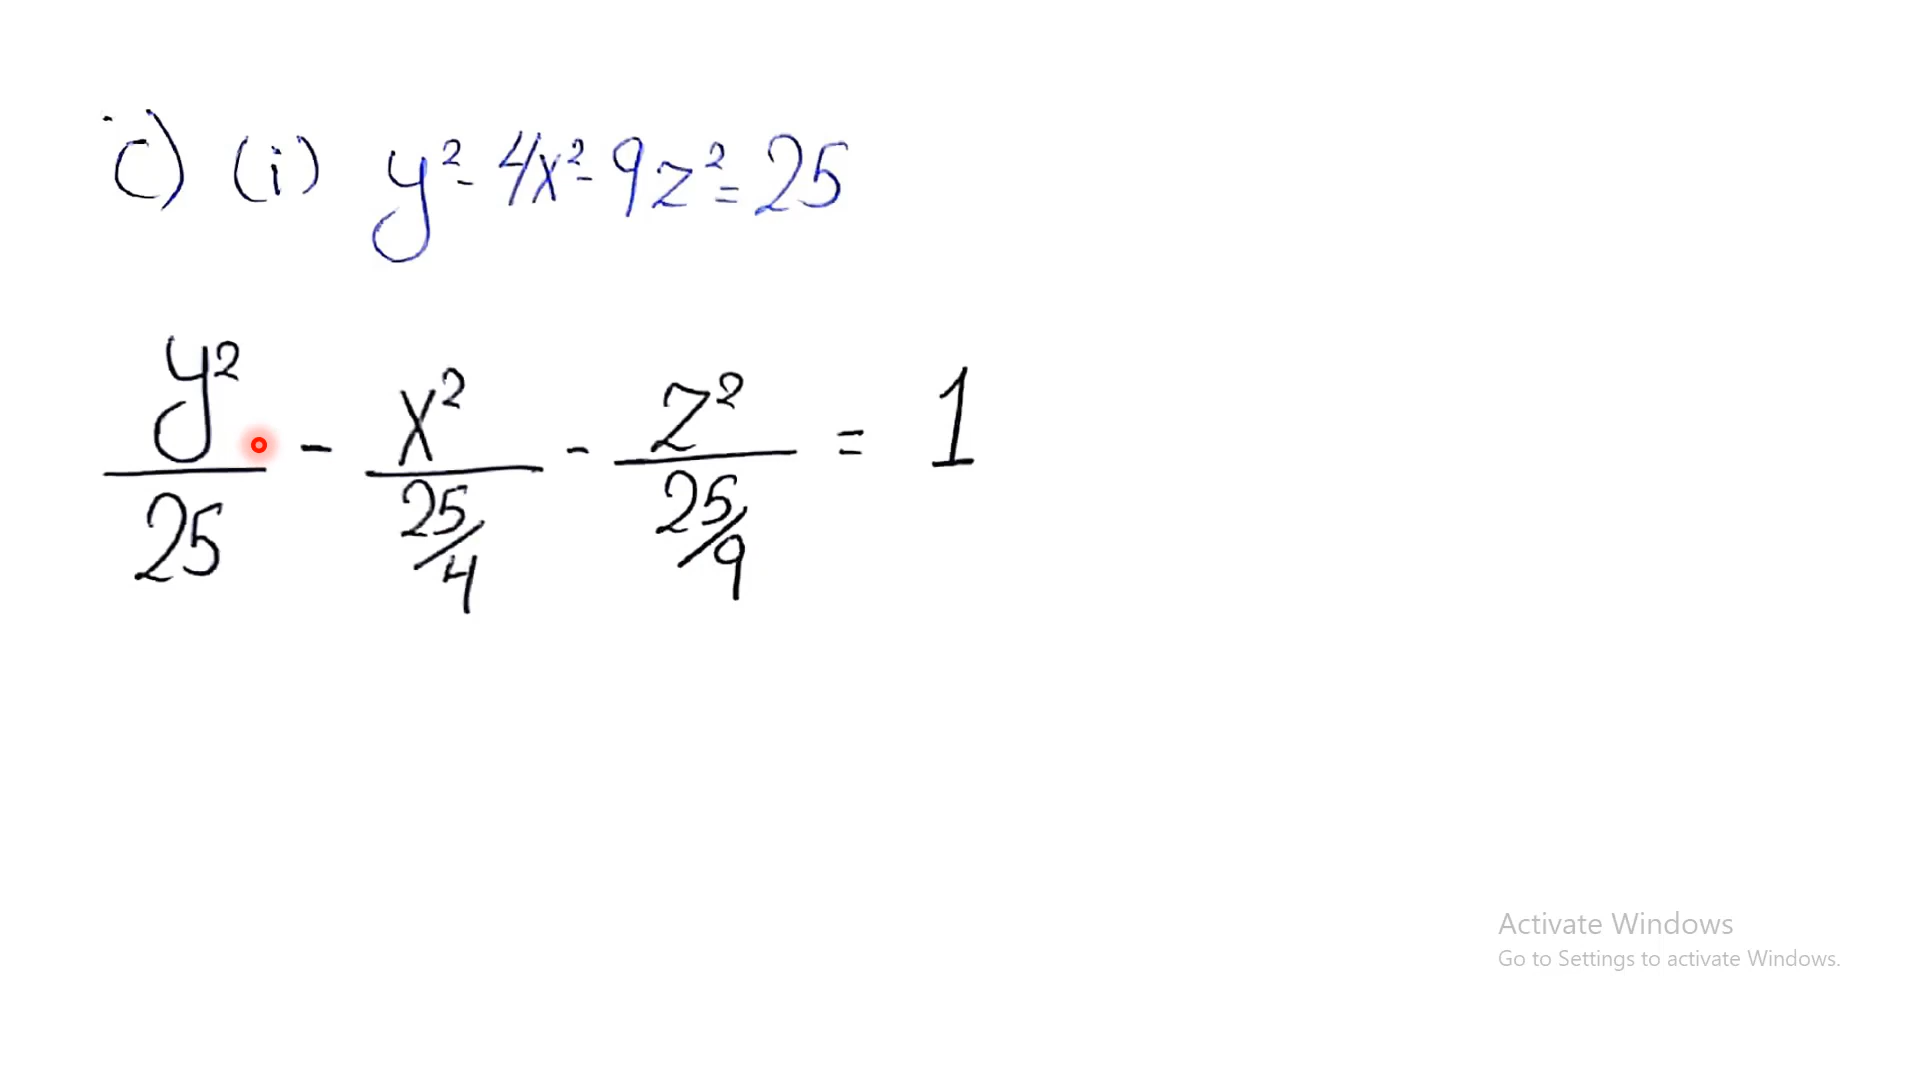 c) (i) y² - 4x² - 9z² = 25
y²/25 - x²/(25/4) - z²/(25/9) = 1
Activate Windows
Go to Settings to activate Windows.